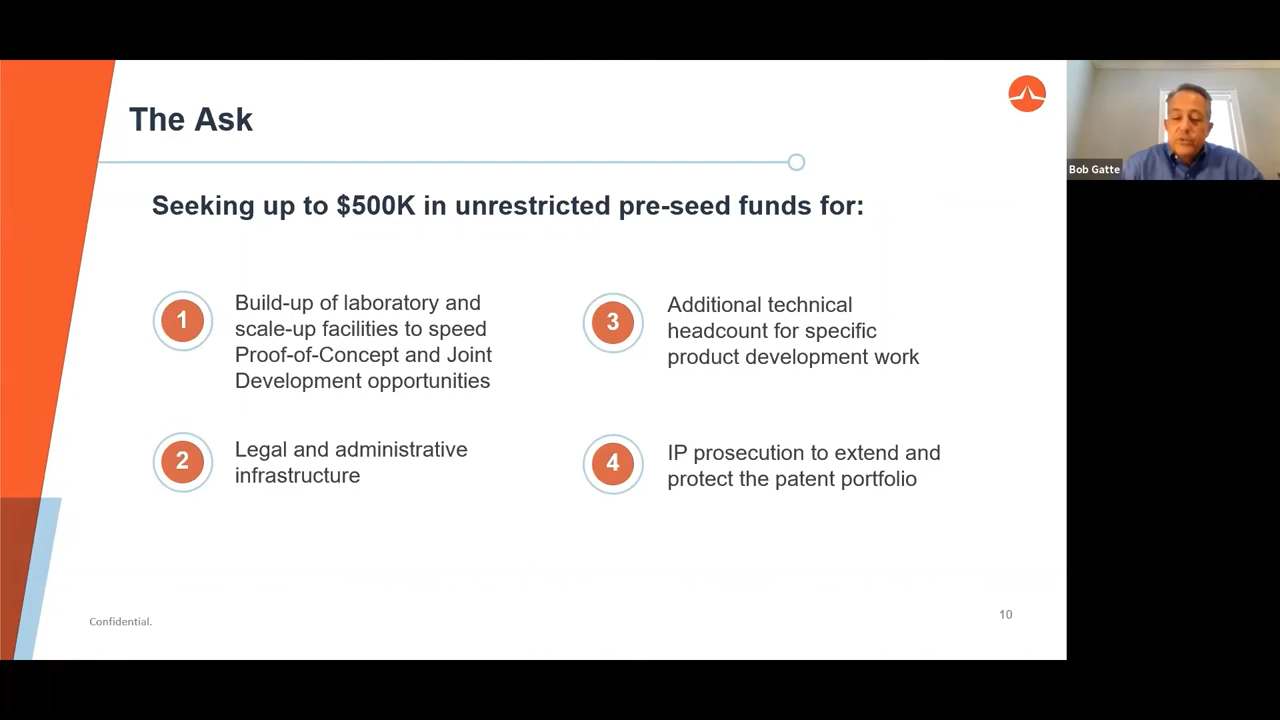 The Ask
Seeking up to $500K in unrestricted pre-seed funds for:
1
Build-up of laboratory and
scale-up facilities to speed
Proof-of-Concept and Joint
Development opportunities
2
Legal and administrative
infrastructure
3
Additional technical
headcount for specific
product development work
4
IP prosecution to extend and
protect the patent portfolio
Confidential.
10
Bob Gatte